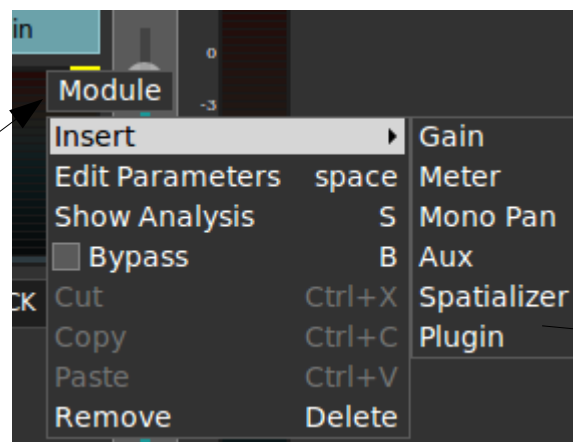 in
0
Module
-3
Insert Gain
Edit Parameters space Meter
Show Analysis S Mono Pan
Bypass B Aux
CK Cut Ctrl+X Spatializer
Copy Ctrl+C Plugin
Paste Ctrl+V
Remove Delete